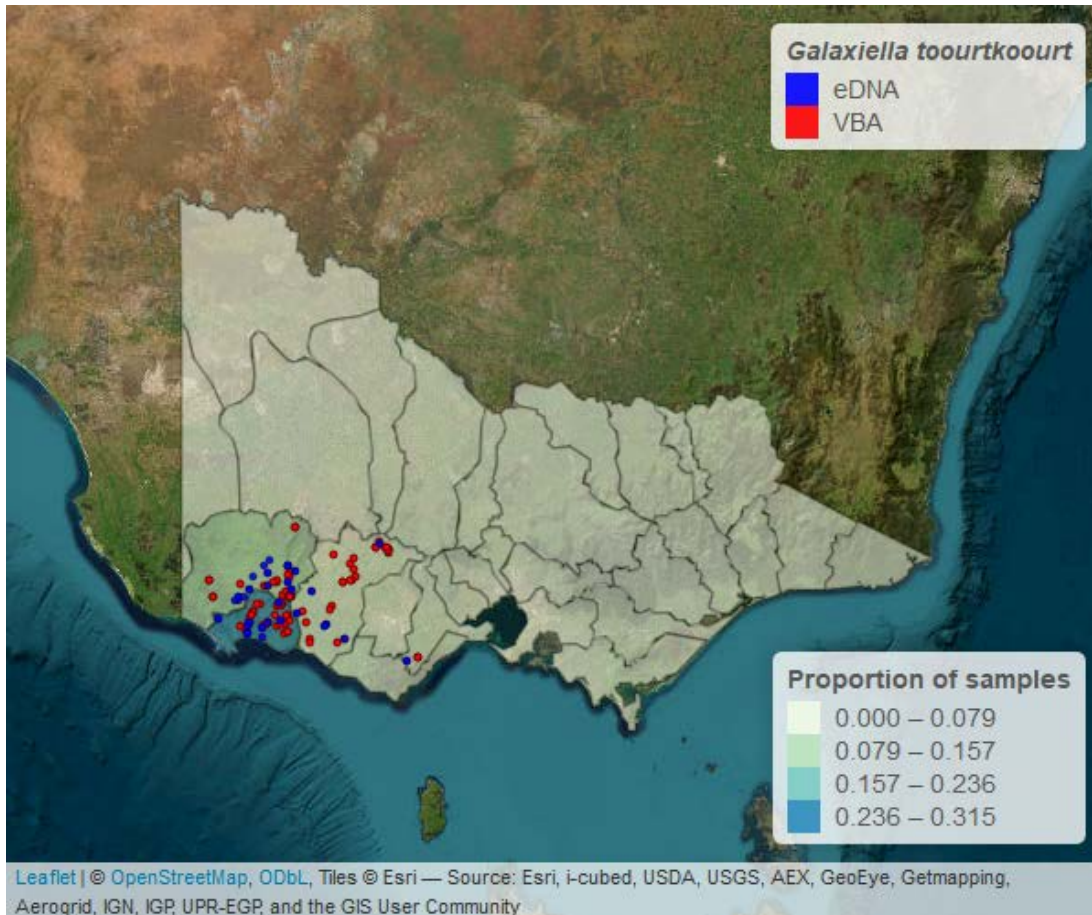 Galaxiella toourtkoourt
eDNA
VBA
Proportion of samples
0.000 – 0.079
0.079 – 0.157
0.157 – 0.236
0.236 – 0.315
Leaflet | © OpenStreetMap, ODbL, Tiles © Esri — Source: Esri, i-cubed, USDA, USGS, AEX, GeoEye, Getmapping,
Aerogrid, IGN, IGP, UPR-EGP, and the GIS User Community